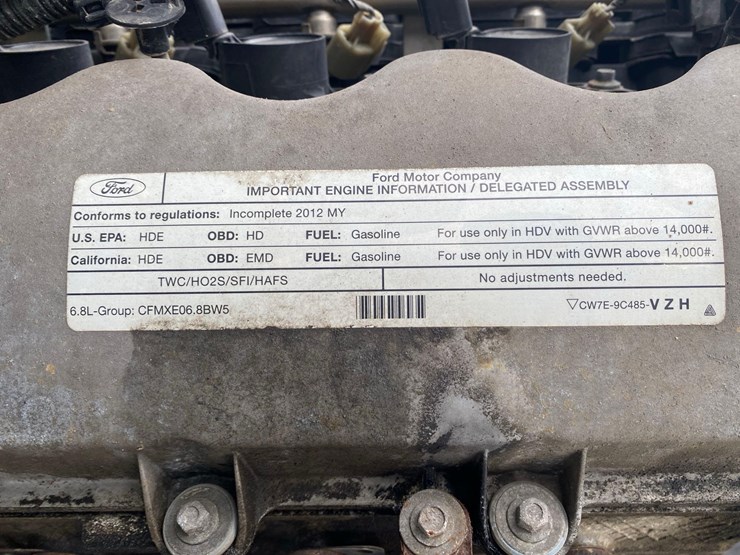 Ford
Ford Motor Company
IMPORTANT ENGINE INFORMATION / DELEGATED ASSEMBLY
Conforms to regulations: Incomplete 2012 MY
U.S. EPA: HDE OBD: HD FUEL: Gasoline For use only in HDV with GVWR above 14,000#.
California: HDE OBD: EMD FUEL: Gasoline For use only in HDV with GVWR above 14,000#.
TWC/HO2S/SFI/HAFS No adjustments needed.
6.8L-Group: CFMXE06.8BW5 ▽CW7E-9C485-V Z H